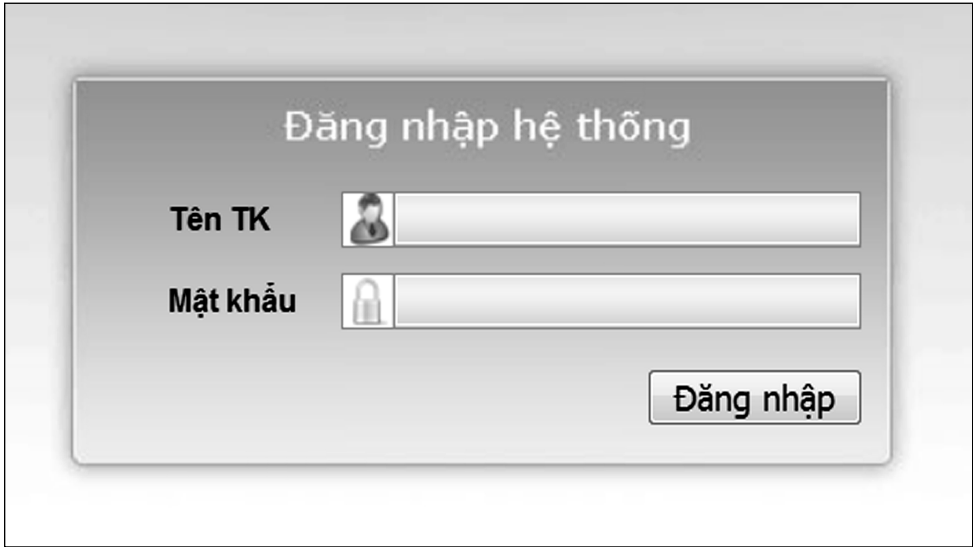 Đăng nhập hệ thống
Tên TK
Mật khẩu
Đăng nhập